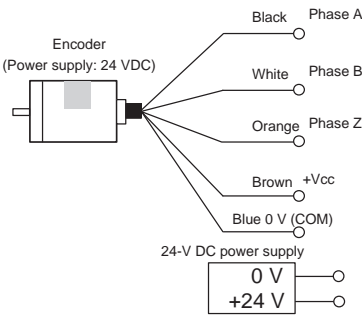 Black Phase A
Encoder
(Power supply: 24 VDC)
White Phase B
Orange Phase Z
Brown +Vcc
Blue 0 V (COM)
24-V DC power supply
0 V
+24 V